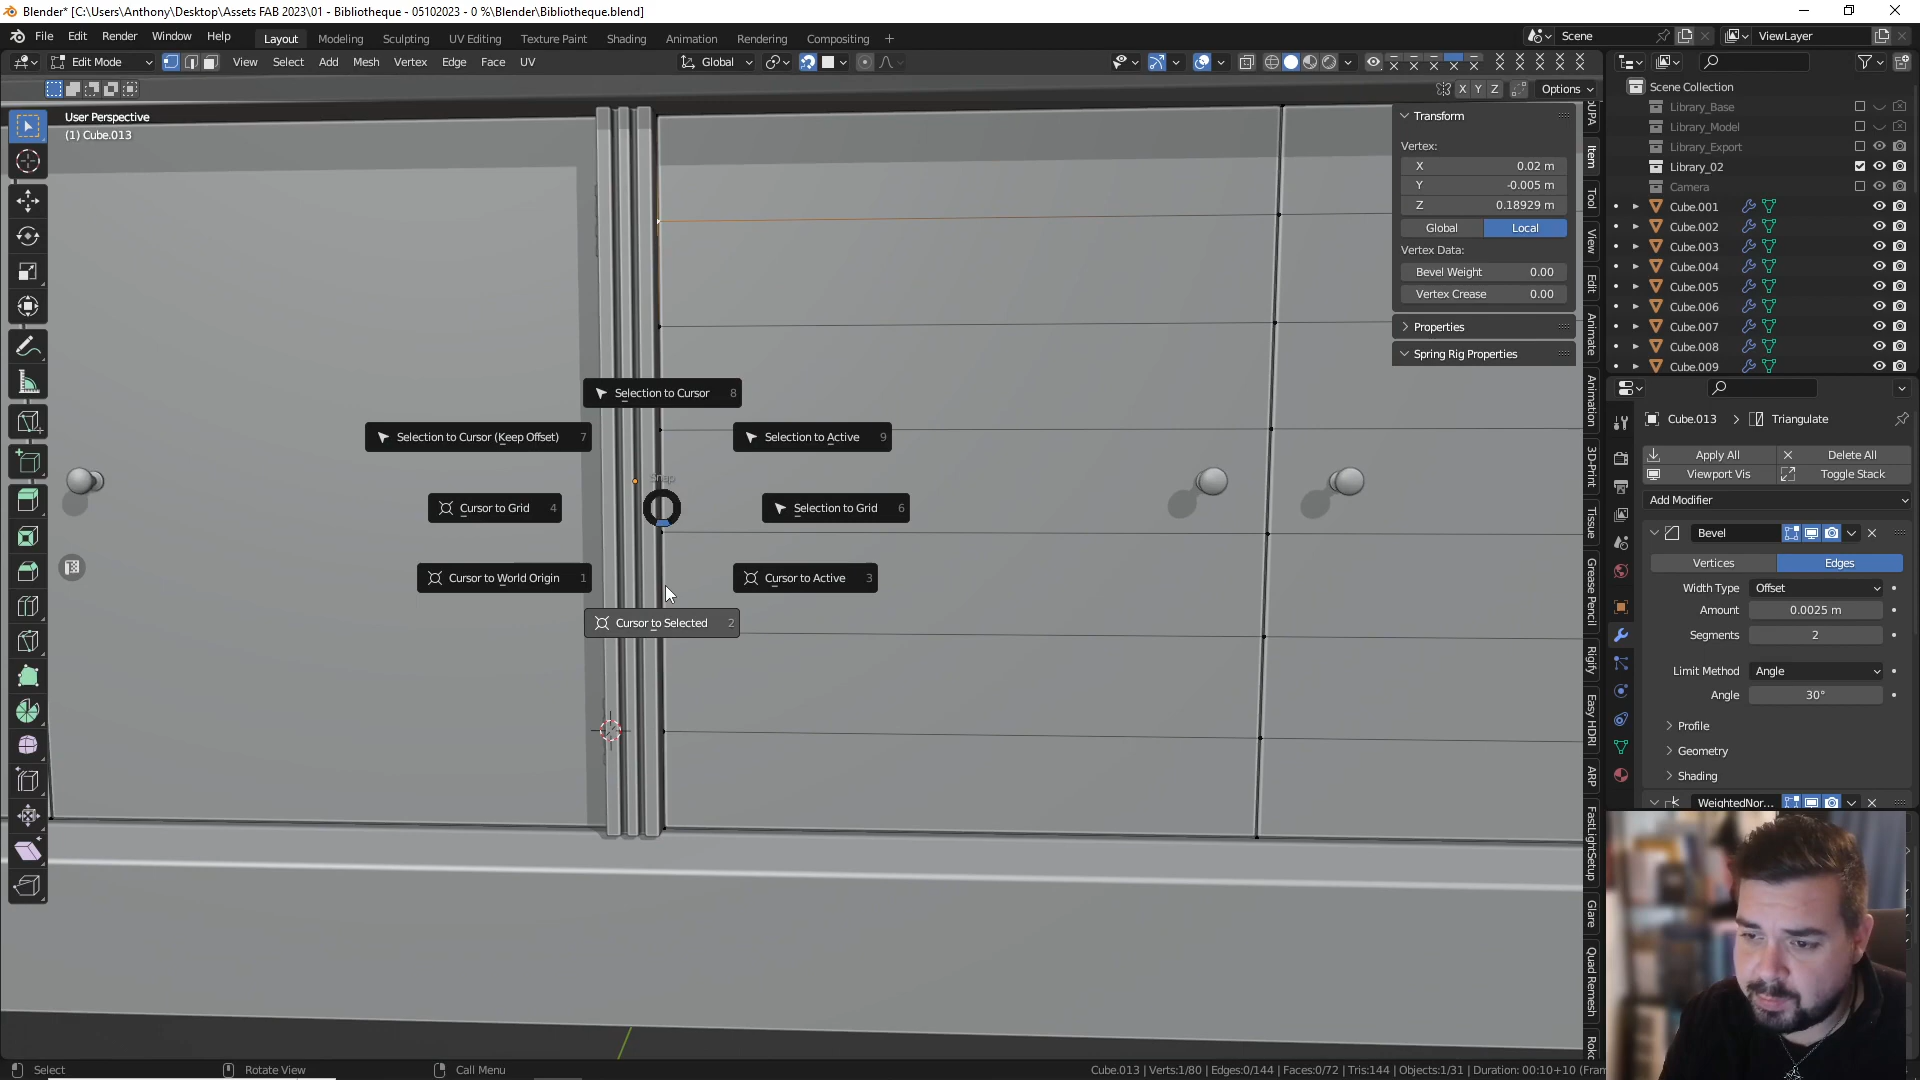 Blender* [C:\Users\Anthony\Desktop\Assets FAB 2023\01 - Bibliotheque - 05102023 - 0 %\Blender\Bibliotheque.blend]
File Edit Render Window Help Layout Modeling Sculpting UV Editing Texture Paint Shading Animation Rendering Compositing + Scene ViewLayer
Edit Mode View Select Add Mesh Vertex Edge Face UV Global
X Y Z Options
User Perspective
(1) Cube.013
Transform
Vertex:
X 0.02 m
Y -0.005 m
Z 0.18929 m
Global Local
Vertex Data:
Bevel Weight 0.00
Vertex Crease 0.00
Properties
Spring Rig Properties
Item
Tool
View
Edit
Animate
Animation
3D-Print
Tissue
Grease Pencil
Rigify
Easy HDRI
ARP
FastLightSetup
Glare
Quad Remesh
Roko
Selection to Cursor 8
Selection to Cursor (Keep Offset) 7
Selection to Active 9
Snap
Cursor to Grid 4
Selection to Grid 6
Cursor to World Origin 1
Cursor to Active 3
Cursor to Selected 2
Scene Collection
Library_Base
Library_Model
Library_Export
Library_02
Camera
Cube.001
Cube.002
Cube.003
Cube.004
Cube.005
Cube.006
Cube.007
Cube.008
Cube.009
Cube.013 Triangulate
Apply All Delete All
Viewport Vis Toggle Stack
Add Modifier
Bevel
Vertices Edges
Width Type Offset
Amount 0.0025 m
Segments 2
Limit Method Angle
Angle 30°
Profile
Geometry
Shading
WeightedNor...
Select Rotate View Call Menu
Cube.013 | Verts:1/80 | Edges:0/144 | Faces:0/72 | Tris:144 | Objects:1/31 | Duration: 00:10+10 (Fram